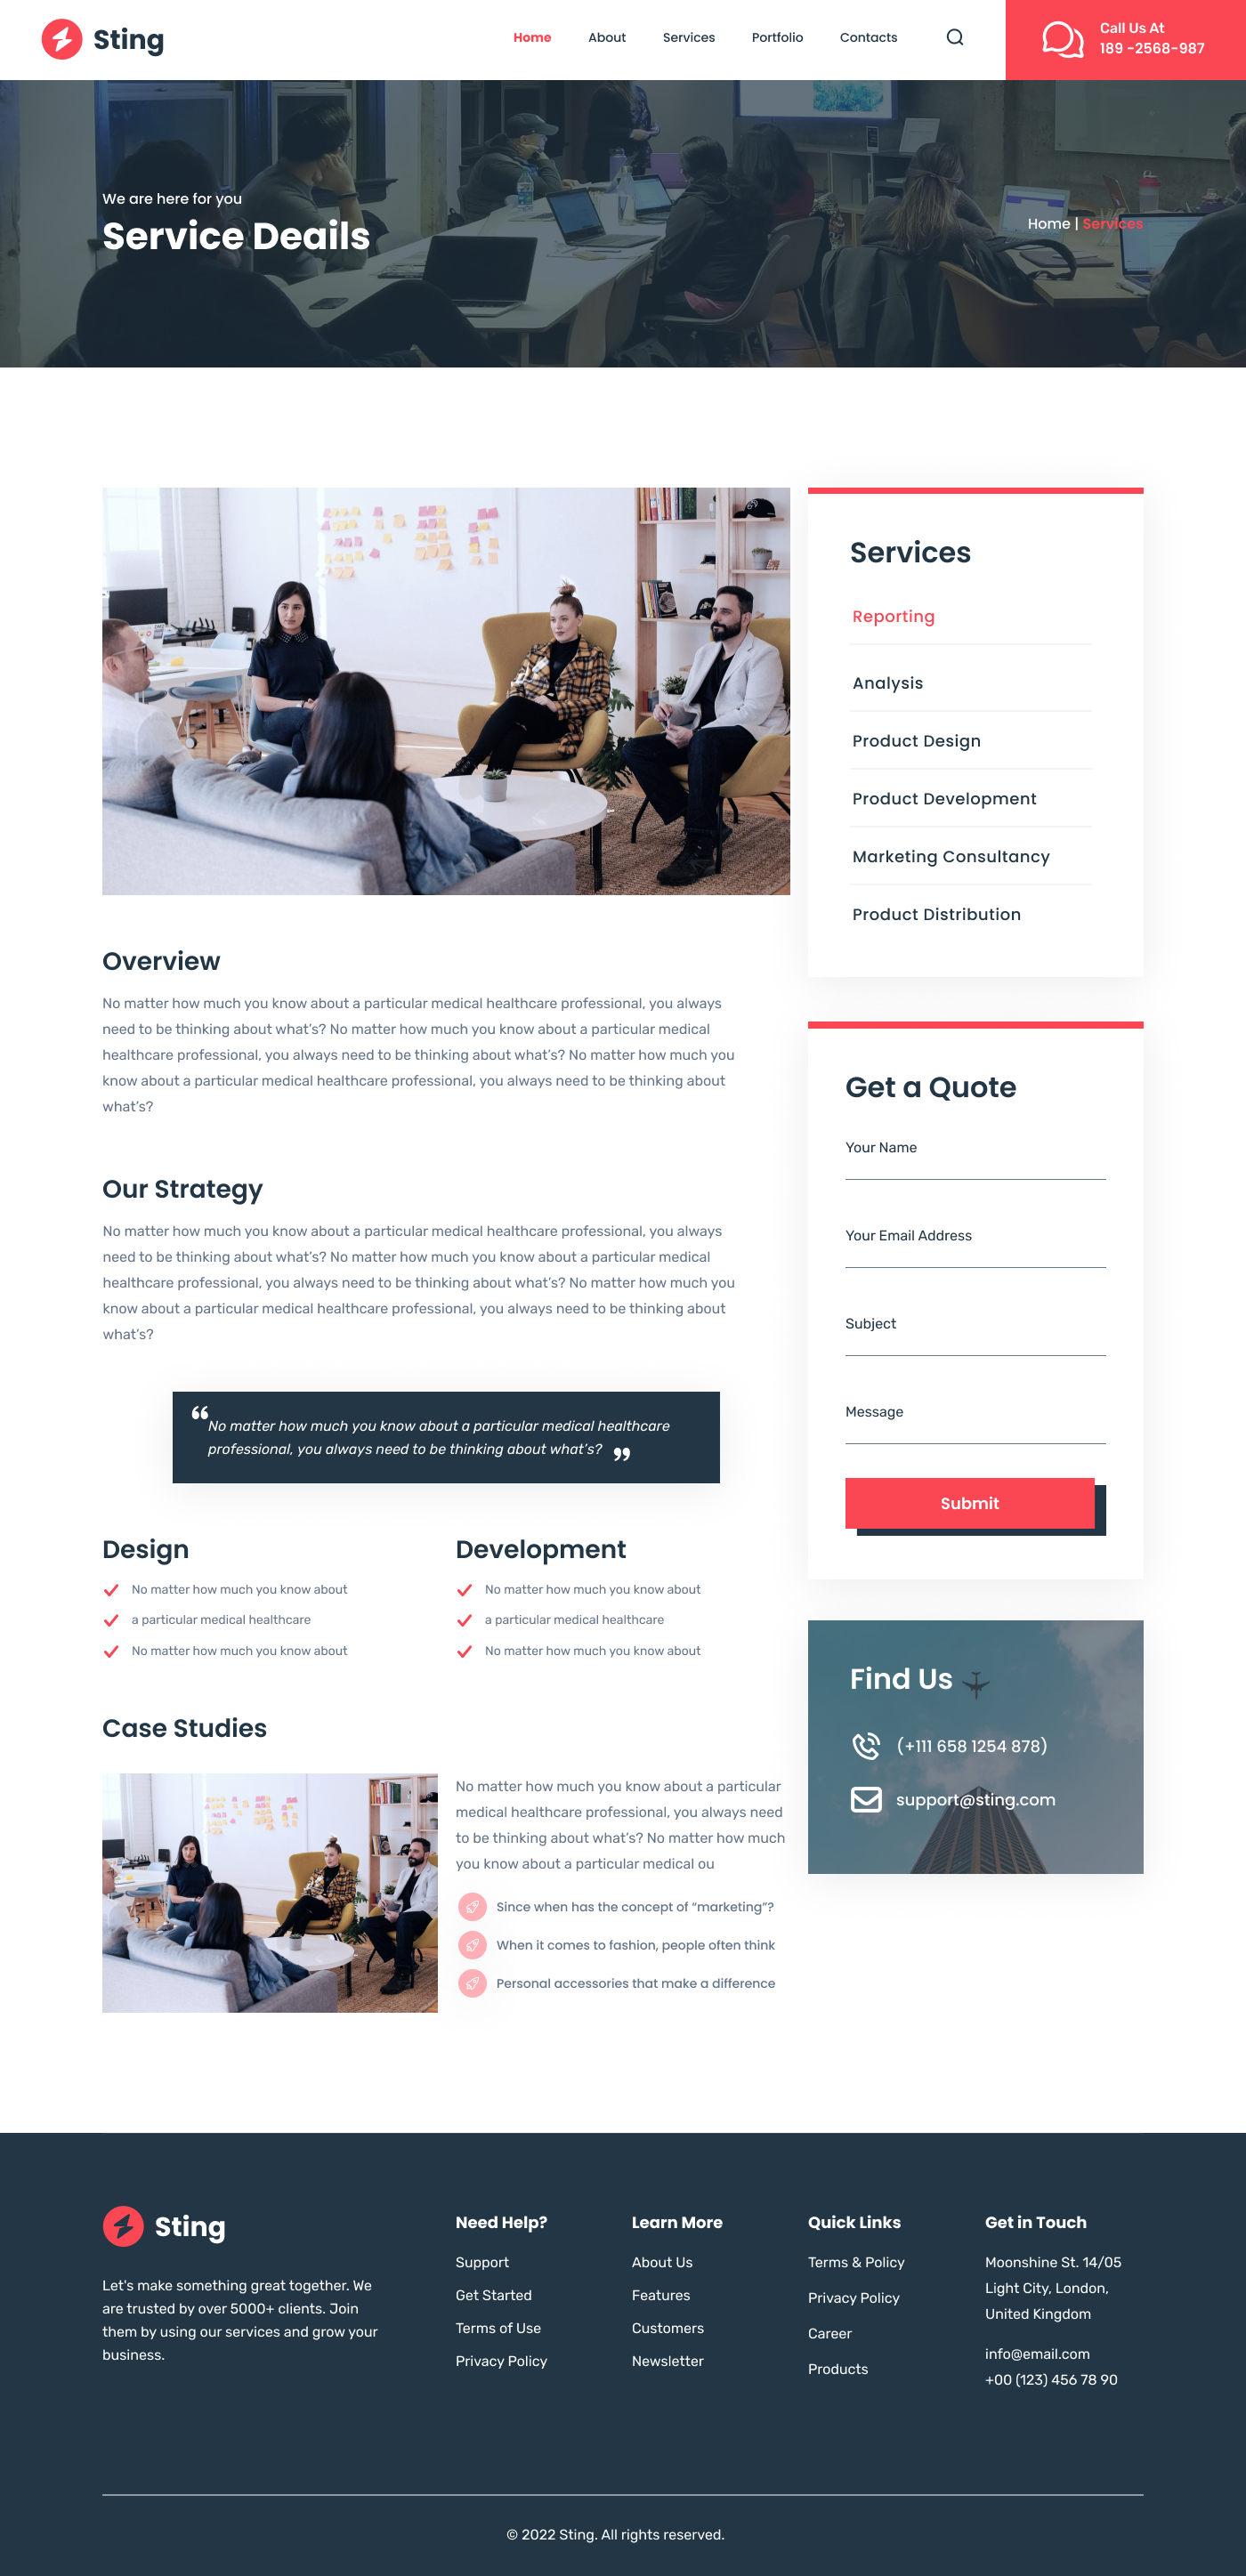 Sting
Home About Services Portfolio Contacts
Call Us At
189 -2568-987
We are here for you
Service Deails
Home | Services
Services
Reporting
Analysis
Product Design
Product Development
Marketing Consultancy
Product Distribution
Overview
No matter how much you know about a particular medical healthcare professional, you always
need to be thinking about what’s? No matter how much you know about a particular medical
healthcare professional, you always need to be thinking about what’s? No matter how much you
know about a particular medical healthcare professional, you always need to be thinking about
what’s?
Our Strategy
No matter how much you know about a particular medical healthcare professional, you always
need to be thinking about what’s? No matter how much you know about a particular medical
healthcare professional, you always need to be thinking about what’s? No matter how much you
know about a particular medical healthcare professional, you always need to be thinking about
what’s?
“No matter how much you know about a particular medical healthcare
professional, you always need to be thinking about what’s? ”
Design
No matter how much you know about
a particular medical healthcare
No matter how much you know about
Development
No matter how much you know about
a particular medical healthcare
No matter how much you know about
Case Studies
No matter how much you know about a particular
medical healthcare professional, you always need
to be thinking about what’s? No matter how much
you know about a particular medical ou
Since when has the concept of “marketing”?
When it comes to fashion, people often think
Personal accessories that make a difference
Get a Quote
Your Name
Your Email Address
Subject
Message
Submit
Find Us
(+111 658 1254 878)
support@sting.com
Sting
Let's make something great together. We
are trusted by over 5000+ clients. Join
them by using our services and grow your
business.
Need Help?
Support
Get Started
Terms of Use
Privacy Policy
Learn More
About Us
Features
Customers
Newsletter
Quick Links
Terms & Policy
Privacy Policy
Career
Products
Get in Touch
Moonshine St. 14/05
Light City, London,
United Kingdom
info@email.com
+00 (123) 456 78 90
© 2022 Sting. All rights reserved.